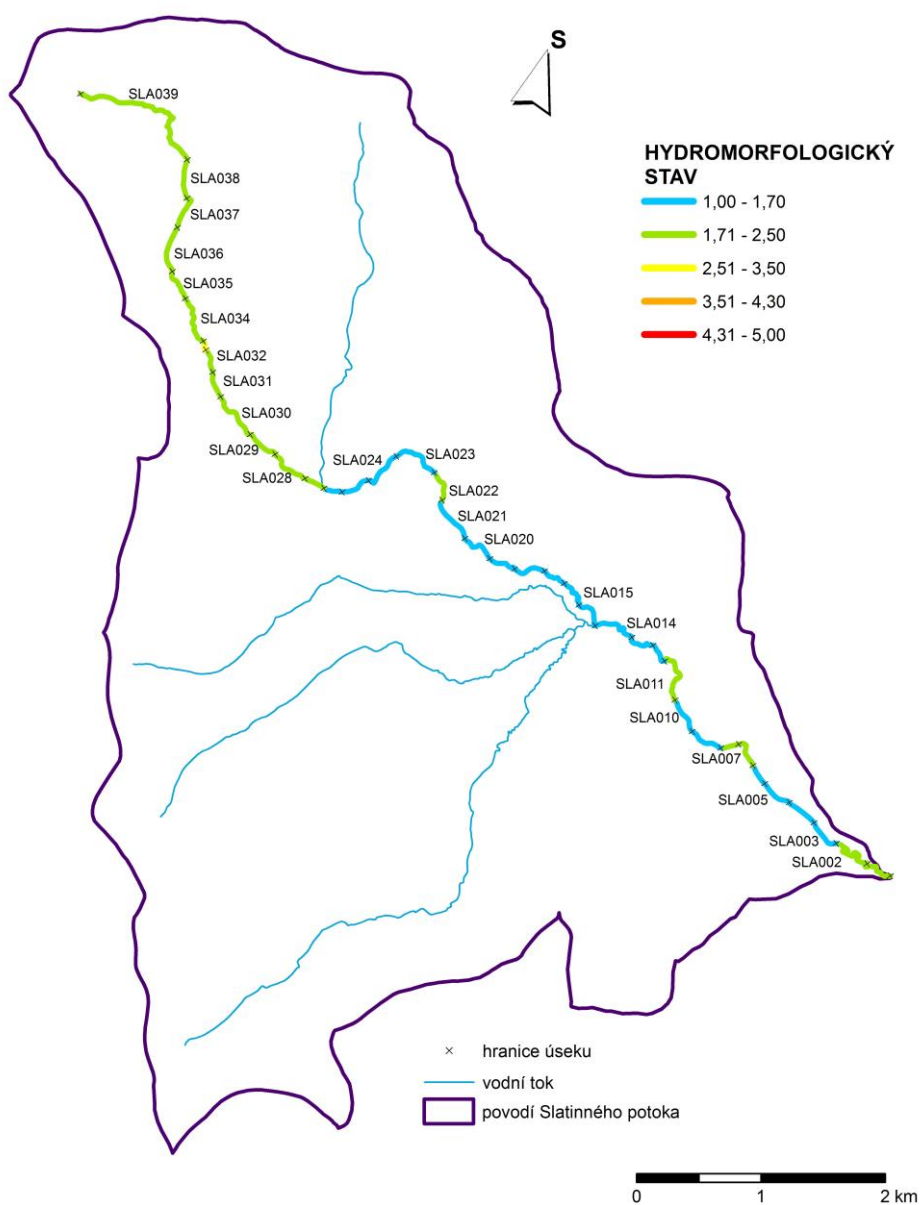 S
SLA039
HYDROMORFOLOGICKÝ
STAV
SLA038
1,00 - 1,70
SLA037
1,71 - 2,50
SLA036
2,51 - 3,50
SLA035
3,51 - 4,30
SLA034
4,31 - 5,00
SLA032
SLA031
SLA030
SLA029
SLA028
SLA024
SLA023
SLA022
SLA021
SLA020
SLA015
SLA014
SLA011
SLA010
SLA007
SLA005
SLA003
SLA002
hranice úseku
vodní tok
povodí Slatinného potoka
0 1 2 km